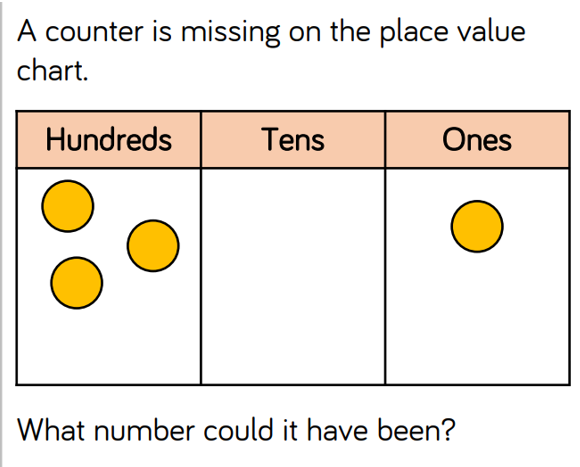 A counter is missing on the place value
chart.
Hundreds Tens Ones
What number could it have been?